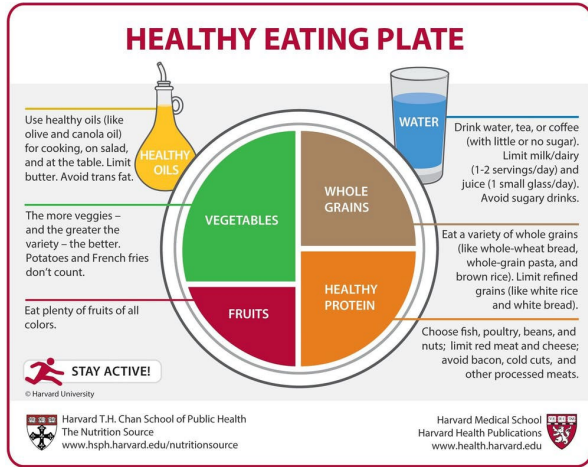 HEALTHY EATING PLATE
Use healthy oils (like
olive and canola oil)
for cooking, on salad,
and at the table. Limit
butter. Avoid trans fat.
HEALTHY
OILS
The more veggies –
and the greater the
variety – the better.
Potatoes and French fries
don’t count.
Eat plenty of fruits of all
colors.
VEGETABLES
FRUITS
WHOLE
GRAINS
HEALTHY
PROTEIN
WATER
Drink water, tea, or coffee
(with little or no sugar).
Limit milk/dairy
(1-2 servings/day) and
juice (1 small glass/day).
Avoid sugary drinks.
Eat a variety of whole grains
(like whole-wheat bread,
whole-grain pasta, and
brown rice). Limit refined
grains (like white rice
and white bread).
Choose fish, poultry, beans, and
nuts; limit red meat and cheese;
avoid bacon, cold cuts, and
other processed meats.
STAY ACTIVE!
© Harvard University
Harvard T.H. Chan School of Public Health
The Nutrition Source
www.hsph.harvard.edu/nutritionsource
Harvard Medical School
Harvard Health Publications
www.health.harvard.edu